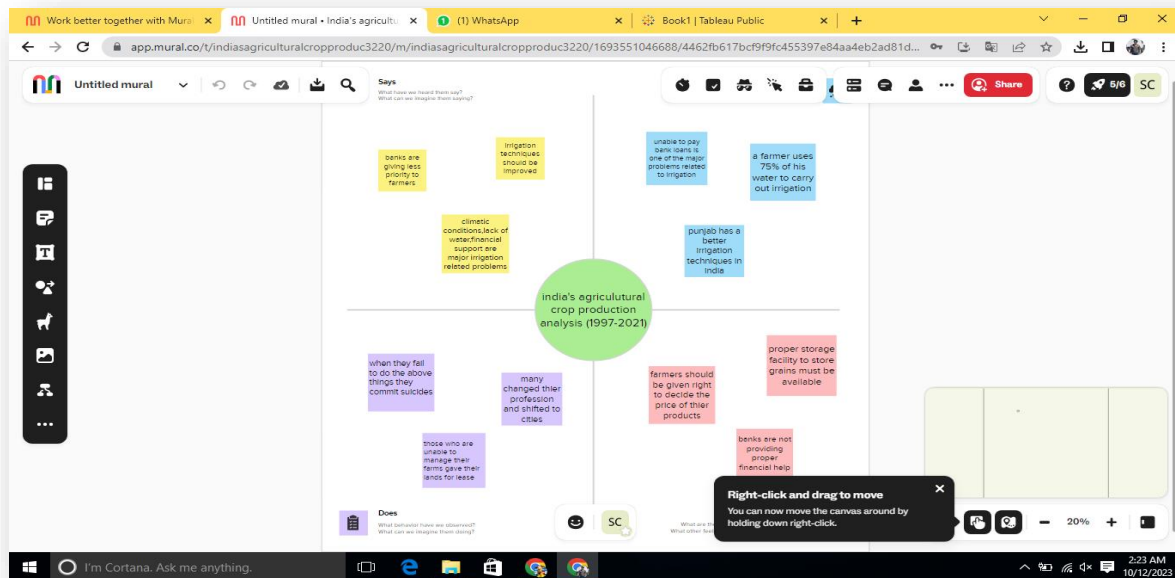 Work better together with Mural
Untitled mural • India's agricultu
(1) WhatsApp
Book1 | Tableau Public
app.mural.co/t/indiasagriculturalcropproduc3220/m/indiasagriculturalcropproduc3220/1693551046688/4462fb617bcf9f9fc455397e84aa4eb2ad81d...
Untitled mural
Share
5/6
SC
Says
What have we heard them say?
What can we imagine them saying?
banks are
giving less
priority to
farmers
irrigation
techniques
should be
improved
climatic
conditions,lack of
water,financial
support are
major irrigation
related problems
unable to pay
bank loans is
one of the major
problems related
to irrigation
a farmer uses
75% of his
water to carry
out irrigation
punjab has a
better
irrigation
techniques in
india
india's agriculutural
crop production
analysis (1997-2021)
when they fail
to do the above
things they
commit suicides
many
changed thier
profession
and shifted to
cities
those who are
unable to
manage their
farms gave their
lands for lease
farmers should
be given right
to decide the
price of thier
products
proper storage
facility to store
grains must be
available
banks are not
providing
proper
financial help
Does
What behavior have we observed?
What can we imagine them doing?
SC
What are the
What other
Right-click and drag to move
You can now move the canvas around by
holding down right-click.
20%
I'm Cortana. Ask me anything.
2:23 AM
10/12/2023